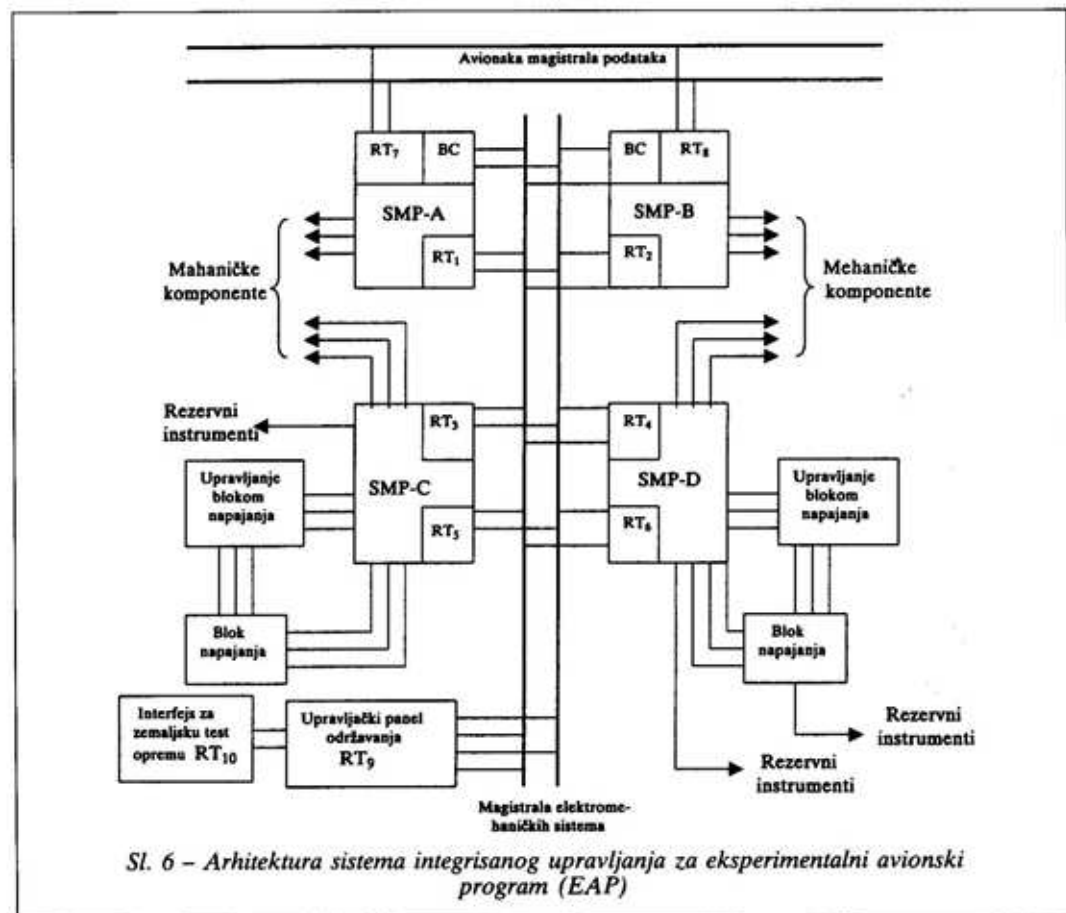 Avionska magistrala podataka
RT7
BC
BC
RT8
SMP-A
SMP-B
RT1
RT2
Mahaničke
komponente
Mehaničke
komponente
Rezervni
instrumenti
RT3
RT4
SMP-C
SMP-D
RT5
RT6
Upravljanje
blokom
napajanja
Upravljanje
blokom
napajanja
Blok
napajanja
Blok
napajanja
Interfejs za
zemaljsku test
opremu RT10
Upravljački panel
održavanja
RT9
Rezervni
instrumenti
Rezervni
instrumenti
Magistrala elektrome-
haničkih sistema
Sl. 6 – Arhitektura sistema integrisanog upravljanja za eksperimentalni avionski
program (EAP)